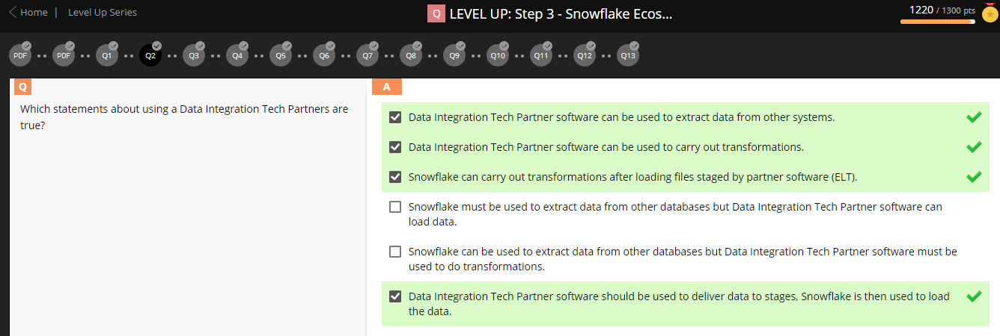 Home | Level Up Series
Q LEVEL UP: Step 3 - Snowflake Ecos...
1220 / 1300 pts
PDF PDF Q1 Q2 Q3 Q4 Q5 Q6 Q7 Q8 Q9 Q10 Q11 Q12 Q13
Q
Which statements about using a Data Integration Tech Partners are
true?
A
Data Integration Tech Partner software can be used to extract data from other systems.
Data Integration Tech Partner software can be used to carry out transformations.
Snowflake can carry out transformations after loading files staged by partner software (ELT).
Snowflake must be used to extract data from other databases but Data Integration Tech Partner software can
load data.
Snowflake can be used to extract data from other databases but Data Integration Tech Partner software must be
used to do transformations.
Data Integration Tech Partner software should be used to deliver data to stages, Snowflake is then used to load
the data.